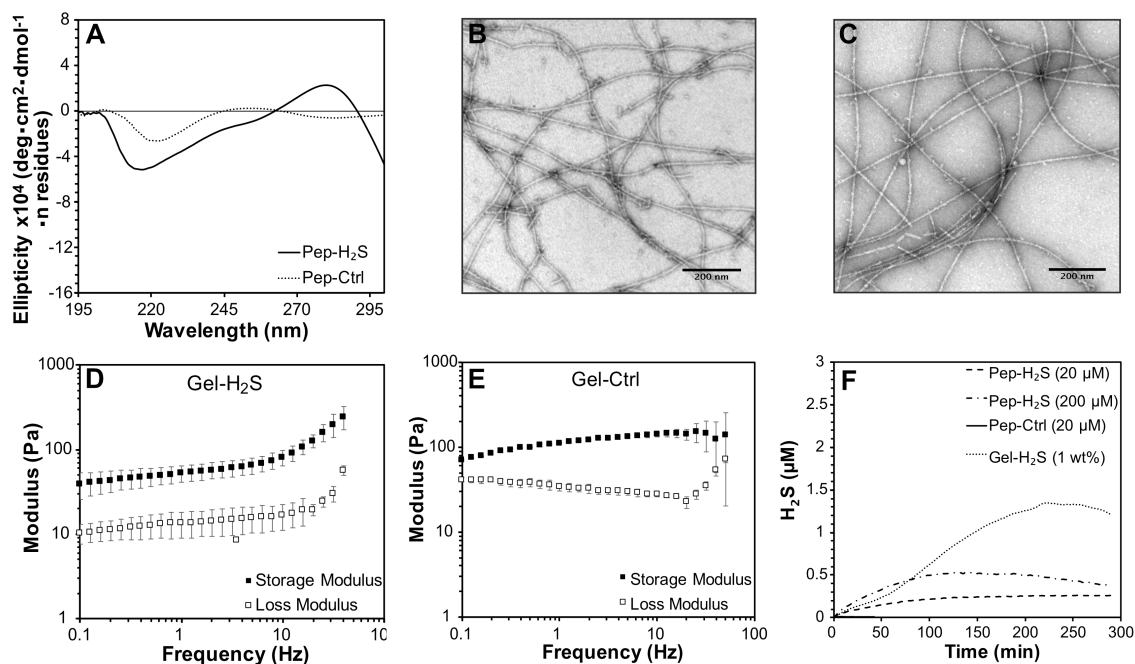 A
8
4
0
-4
-8
-12
-16
195
220
245
270
295
Ellipticity x10⁴ (deg·cm²·dmol⁻¹
·n residues)
Wavelength (nm)
Pep-H₂S
Pep-Ctrl
B
200 nm
C
200 nm
D
Gel-H₂S
1000
100
10
1
0.1
1
10
10
Modulus (Pa)
Frequency (Hz)
Storage Modulus
Loss Modulus
E
Gel-Ctrl
1000
100
10
1
0.1
1
10
100
Modulus (Pa)
Frequency (Hz)
Storage Modulus
Loss Modulus
F
3
2.5
2
1.5
1
0.5
0
0
50
100
150
200
250
300
H₂S (µM)
Time (min)
Pep-H₂S (20 µM)
Pep-H₂S (200 µM)
Pep-Ctrl (20 µM)
Gel-H₂S (1 wt%)